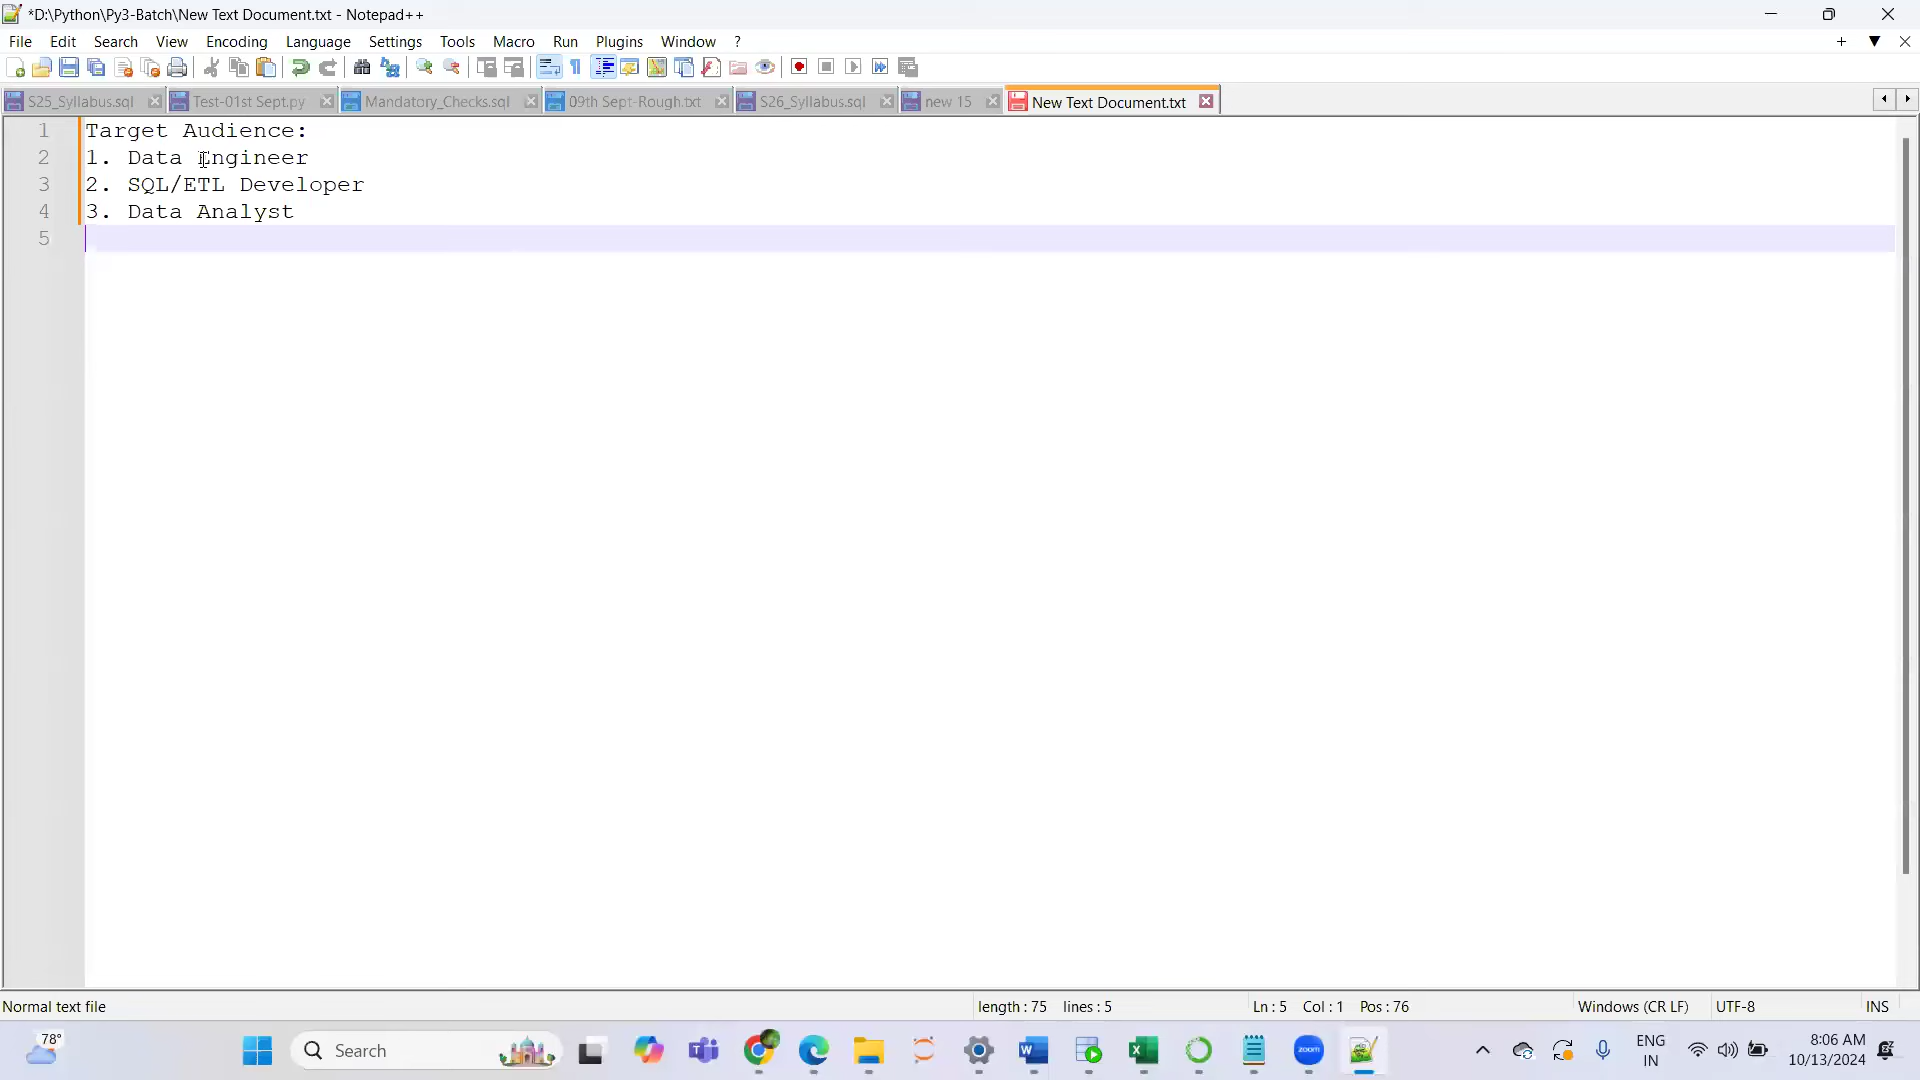 *D:\Python\Py3-Batch\New Text Document.txt - Notepad++
File Edit Search View Encoding Language Settings Tools Macro Run Plugins Window ?
S25_Syllabus.sql Test-01st Sept.py Mandatory_Checks.sql 09th Sept-Rough.txt S26_Syllabus.sql new 15 New Text Document.txt
1 Target Audience:
2 1. Data Engineer
3 2. SQL/ETL Developer
4 3. Data Analyst
5
Normal text file length : 75 lines : 5 Ln : 5 Col : 1 Pos : 76 Windows (CR LF) UTF-8 INS
78° Search zoom ENG IN 8:06 AM 10/13/2024